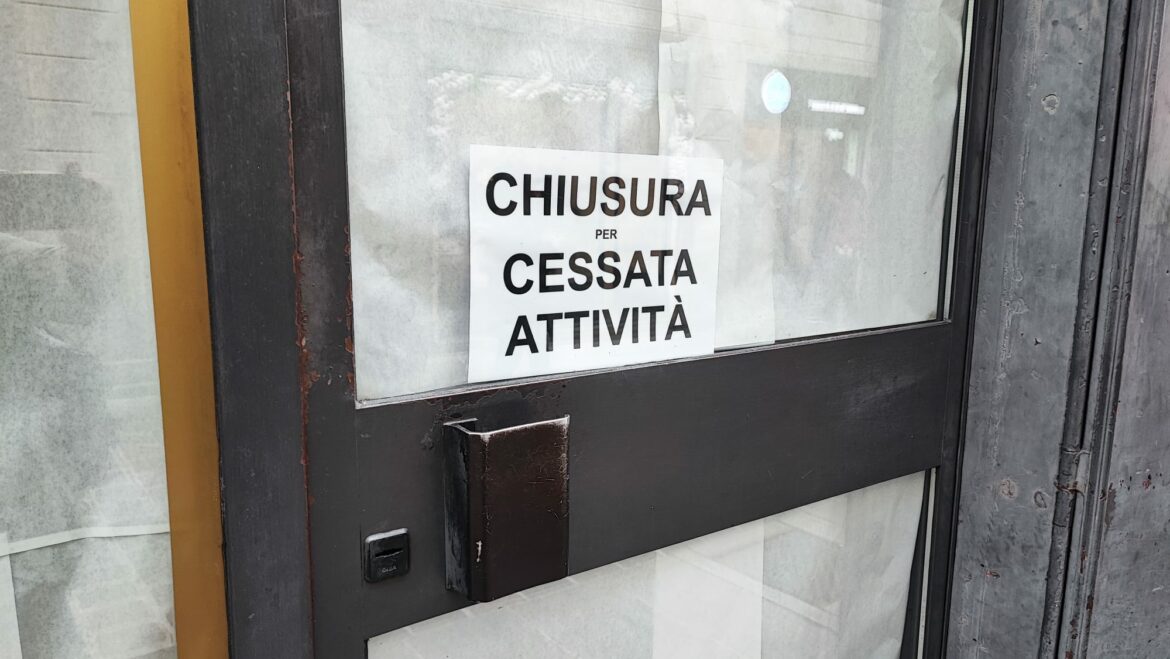 CHIUSURA
PER
CESSATA
ATTIVITÀ